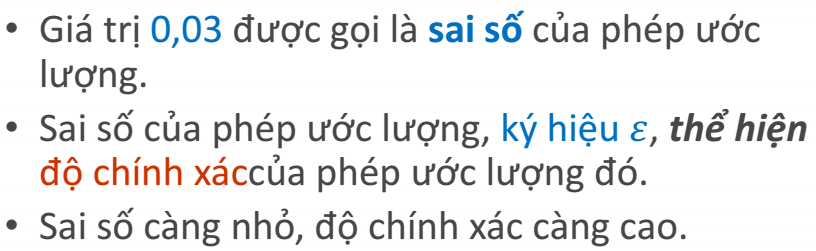 • Giá trị 0,03 được gọi là sai số của phép ước
lượng.
• Sai số của phép ước lượng, ký hiệu 𝜀, thể hiện
độ chính xáccủa phép ước lượng đó.
• Sai số càng nhỏ, độ chính xác càng cao.